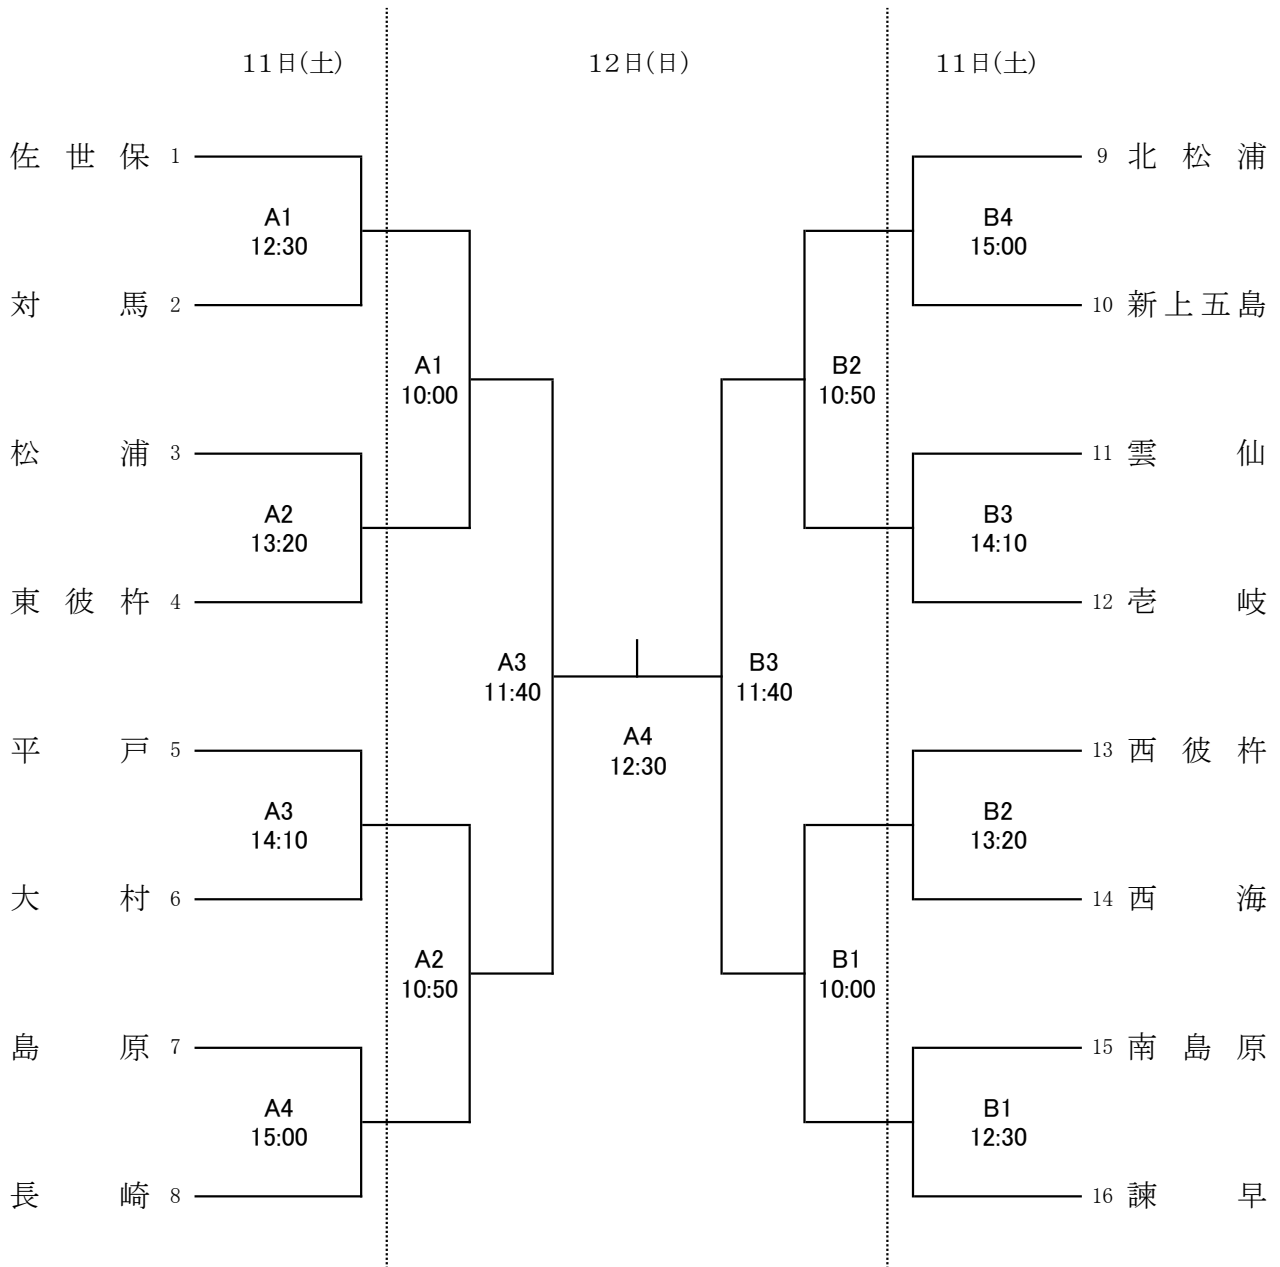 11日(土) 12日(日) 11日(土)
佐世保 1
9 北松浦
A1
12:30
B4
15:00
対馬 2
10 新上五島
A1
10:00
B2
10:50
松浦 3
11 雲仙
A2
13:20
B3
14:10
東彼杵 4
12 壱岐
A3
11:40
B3
11:40
A4
12:30
平戸 5
13 西彼杵
A3
14:10
B2
13:20
大村 6
14 西海
A2
10:50
B1
10:00
島原 7
15 南島原
A4
15:00
B1
12:30
長崎 8
16 諫早